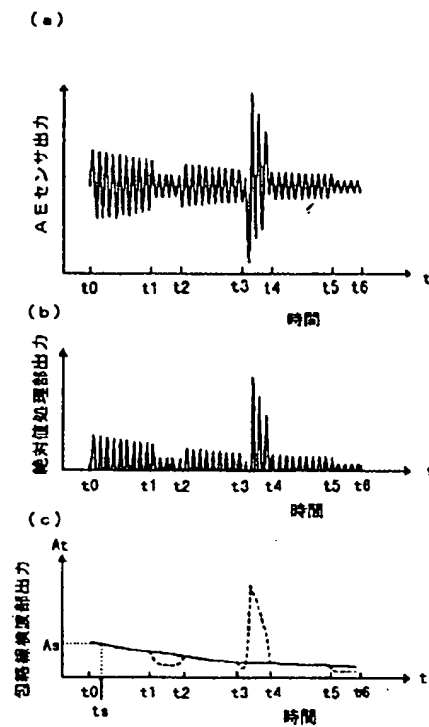 (a)
AEセンサ出力
t0 t1 t2 t3 t4 t5 t6 t
時間
(b)
絶対値処理部出力
t0 t1 t2 t3 t4 t5 t6 t
時間
(c)
包絡線検波部出力
At
As
t0 t1 t2 t3 t4 t5 t6 t
ts
時間